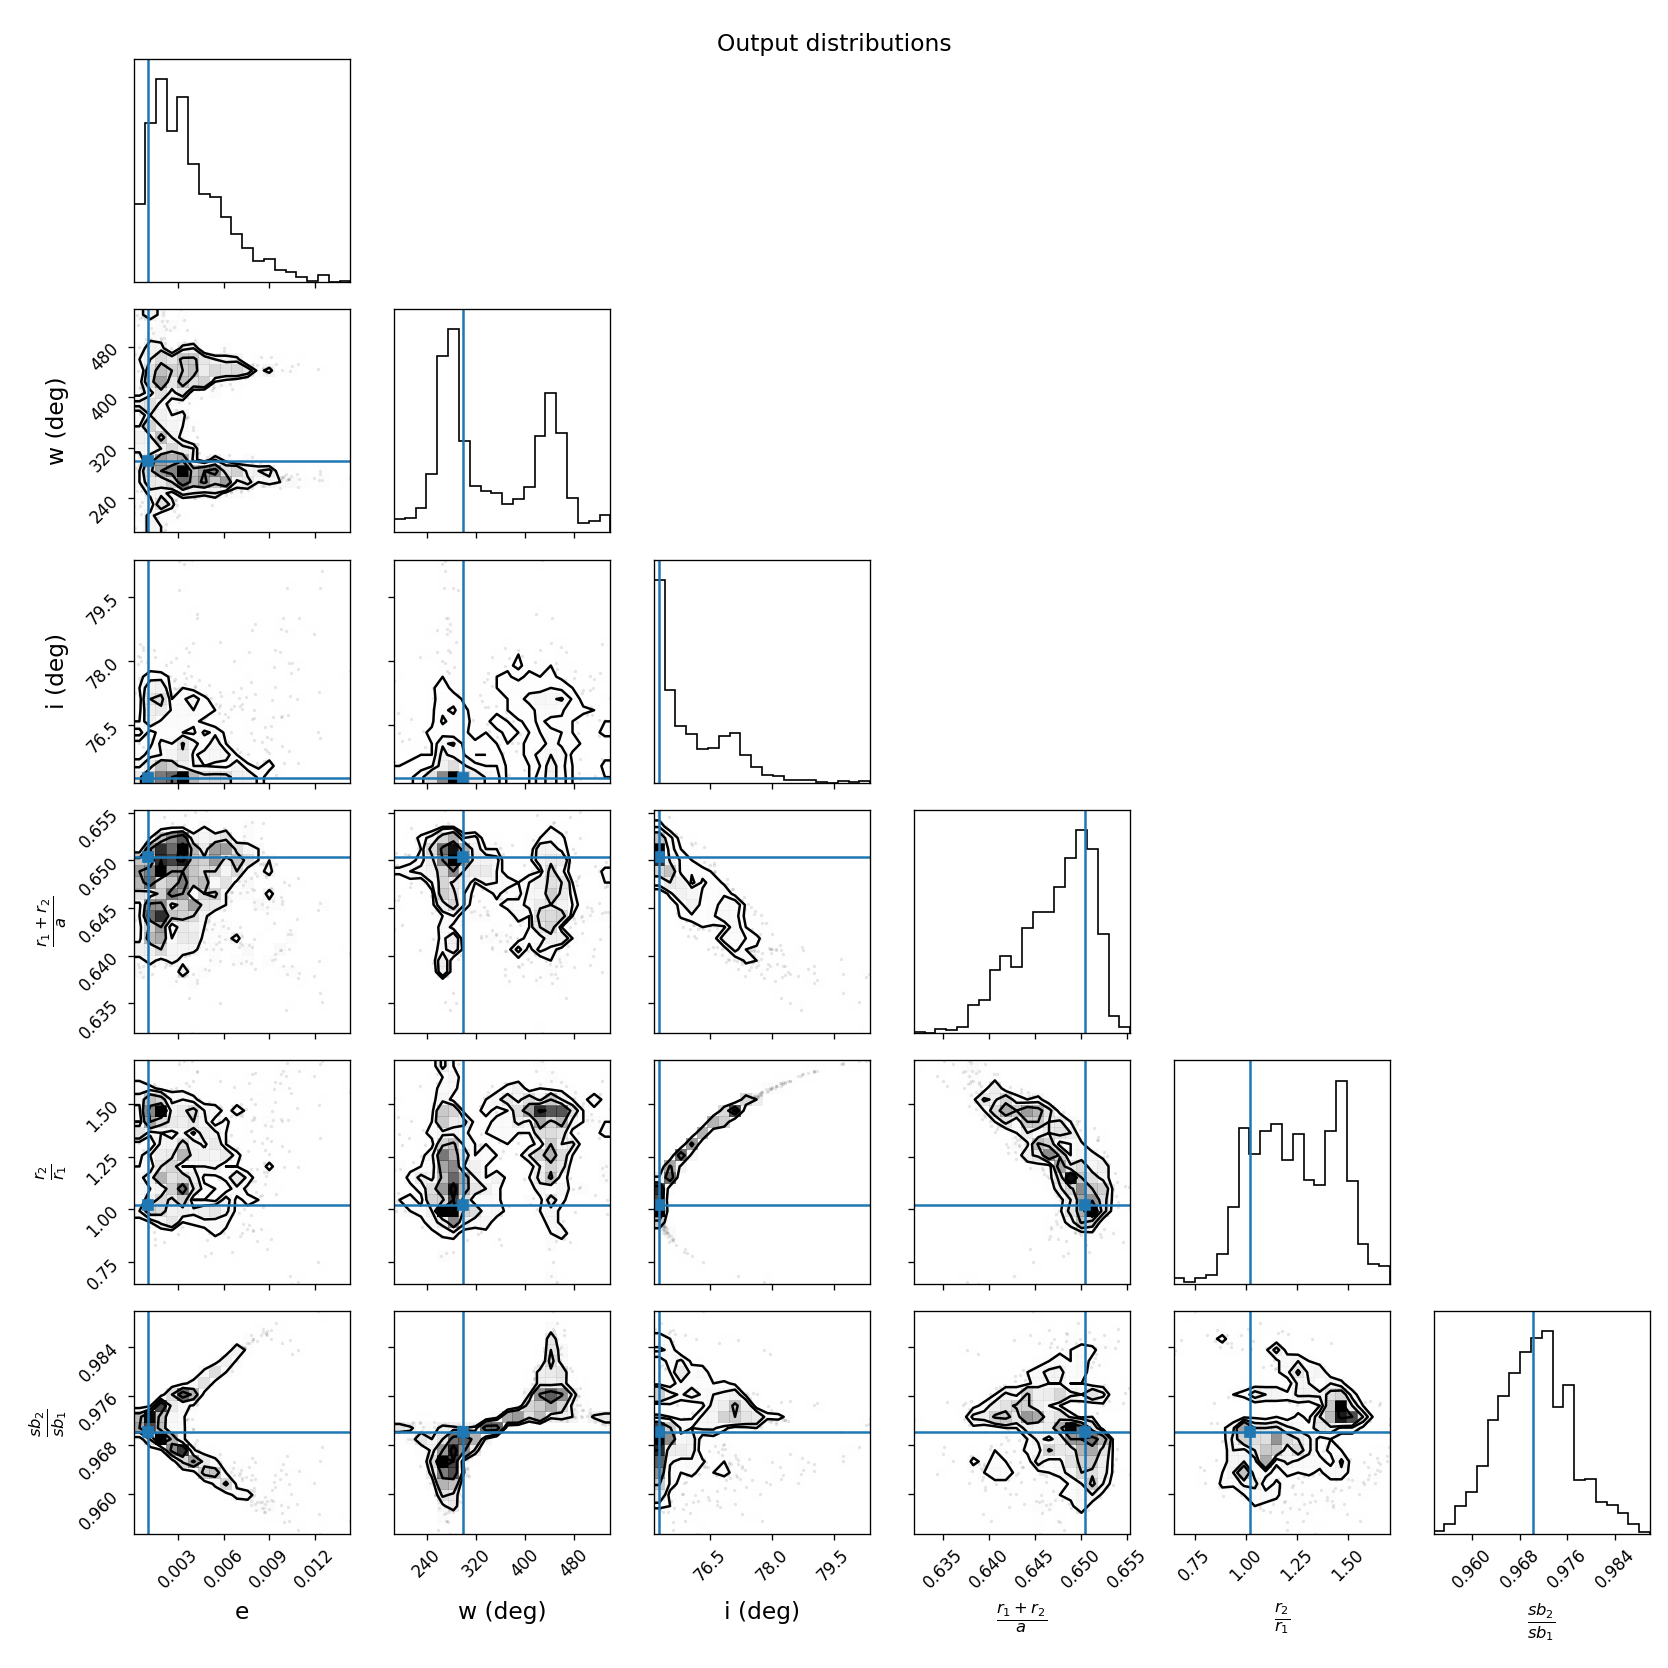 Output distributions
w (deg)
480
400
320
240
i (deg)
79.5
78.0
76.5
r₁ + r₂
a
0.655
0.650
0.645
0.640
0.635
r₂
r₁
1.50
1.25
1.00
0.75
sb₂
sb₁
0.984
0.976
0.968
0.960
0.003 0.006 0.009 0.012 240 320 400 480 76.5 78.0 79.5 0.635 0.640 0.645 0.650 0.655 0.75 1.00 1.25 1.50 0.960 0.968 0.976 0.984
e w (deg) i (deg) r₁ + r₂ r₂ sb₂
a r₁ sb₁